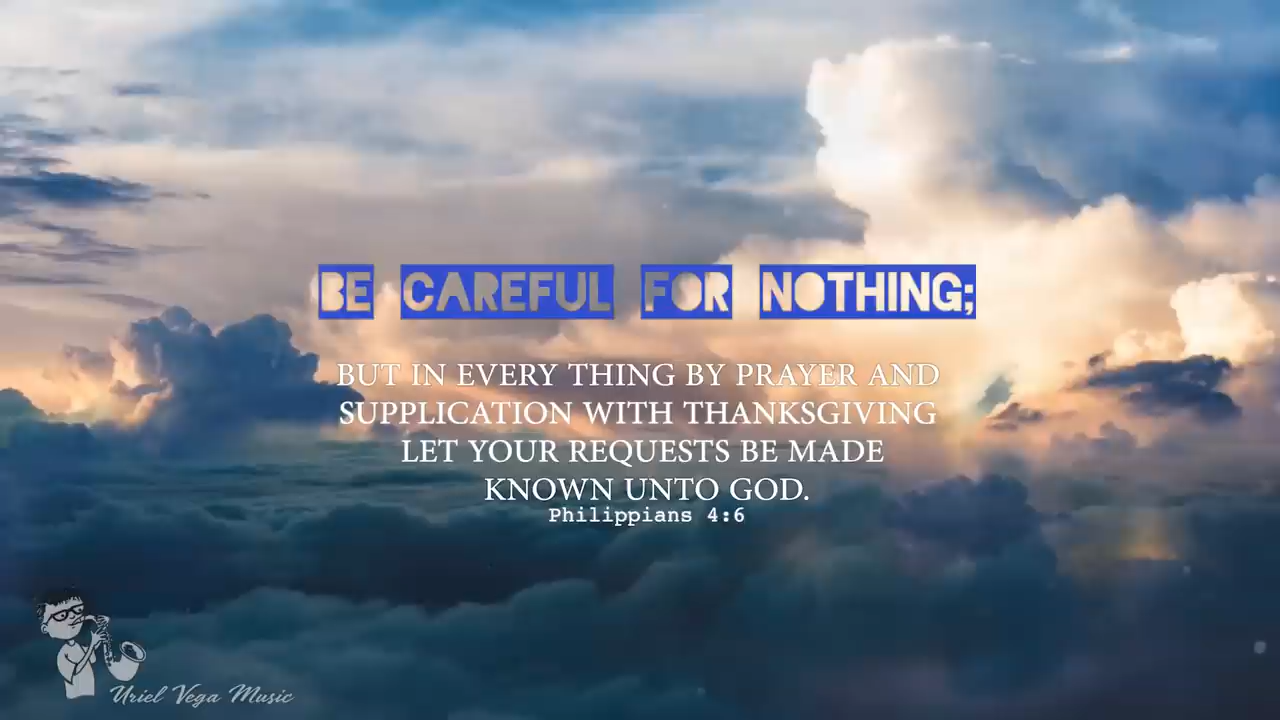 BE CAREFUL FOR NOTHING;
BUT IN EVERY THING BY PRAYER AND
SUPPLICATION WITH THANKSGIVING
LET YOUR REQUESTS BE MADE
KNOWN UNTO GOD.
Philippians 4:6
Uriel Vega Music